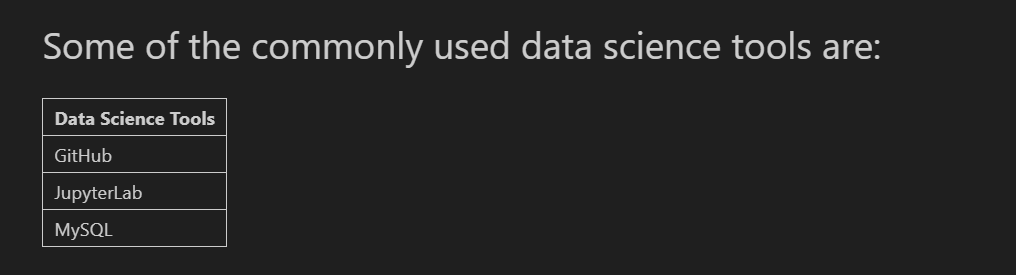 Some of the commonly used data science tools are:
Data Science Tools
GitHub
JupyterLab
MySQL